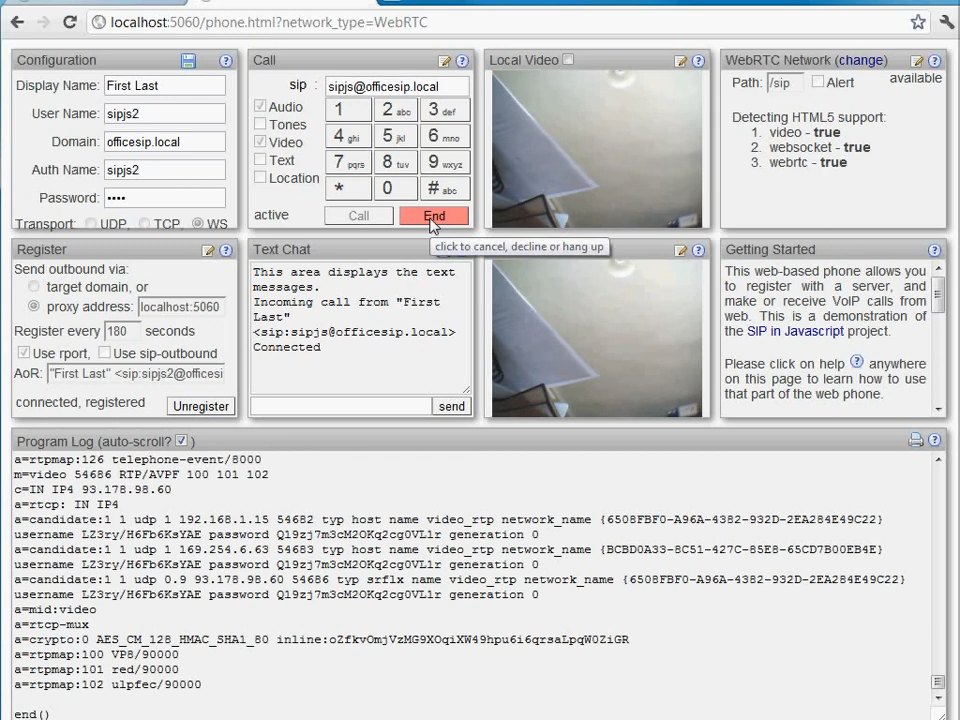 localhost:5060/phone.html?network_type=WebRTC
Configuration
Display Name: First Last
User Name: sipjs2
Domain: officesip.local
Auth Name: sipjs2
Password: ••••
Transport: UDP, TCP, WS
Call
sip : sipjs@officesip.local
Audio
Tones
Video
Text
Location
1 2 abc 3 def
4 ghi 5 jkl 6 mno
7 pqrs 8 tuv 9 wxyz
* 0 # abc
active Call End
click to cancel, decline or hang up
Local Video
WebRTC Network (change)
Path: /sip Alert available
Detecting HTML5 support:
1. video - true
2. websocket - true
3. webrtc - true
Register
Send outbound via:
target domain, or
proxy address: localhost:5060
Register every 180 seconds
Use rport, Use sip-outbound
AoR: "First Last" <sip:sipjs2@officesi
connected, registered Unregister
Text Chat
This area displays the text
messages.
Incoming call from "First
Last"
<sip:sipjs@officesip.local>
Connected
send
Getting Started
This web-based phone allows you
to register with a server, and
make or receive VoIP calls from
web. This is a demonstration of
the SIP in Javascript project.
Please click on help ? anywhere
on this page to learn how to use
that part of the web phone.
Program Log (auto-scroll? )
a=rtpmap:126 telephone-event/8000
m=video 54686 RTP/AVPF 100 101 102
c=IN IP4 93.178.98.60
a=rtcp: IN IP4
a=candidate:1 1 udp 1 192.168.1.15 54682 typ host name video_rtp network_name {6508FBF0-A96A-4382-932D-2EA284E49C22}
username LZ3ry/H6Fb6KsYAE password Q19zj7m3cM2OKq2cg0VLlr generation 0
a=candidate:1 1 udp 1 169.254.6.63 54683 typ host name video_rtp network_name {BCBD0A33-8C51-427C-85E8-65CD7B00EB4E}
username LZ3ry/H6Fb6KsYAE password Q19zj7m3cM2OKq2cg0VLlr generation 0
a=candidate:1 1 udp 0.9 93.178.98.60 54686 typ srflx name video_rtp network_name {6508FBF0-A96A-4382-932D-2EA284E49C22}
username LZ3ry/H6Fb6KsYAE password Q19zj7m3cM2OKq2cg0VLlr generation 0
a=mid:video
a=rtcp-mux
a=crypto:0 AES_CM_128_HMAC_SHA1_80 inline:oZfkvOmjVzMG9XOqiXW49hpu6i6qrsaLpqW0ZiGR
a=rtpmap:100 VP8/90000
a=rtpmap:101 red/90000
a=rtpmap:102 ulpfec/90000
end()